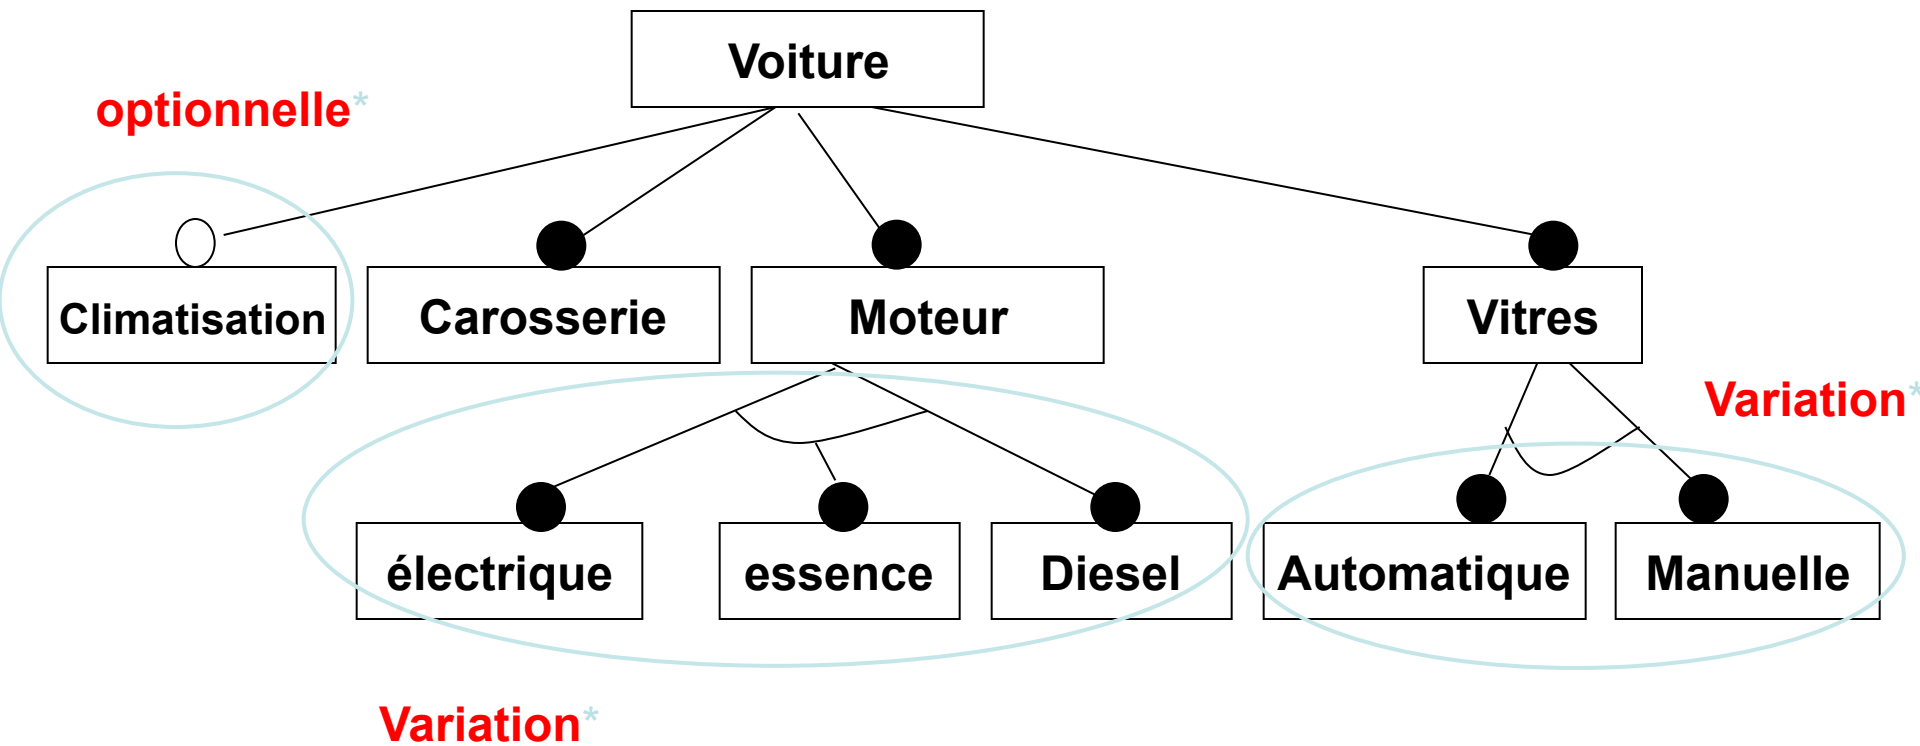 Voiture
optionnelle*
Climatisation
Carosserie
Moteur
Vitres
Variation*
électrique
essence
Diesel
Automatique
Manuelle
Variation*